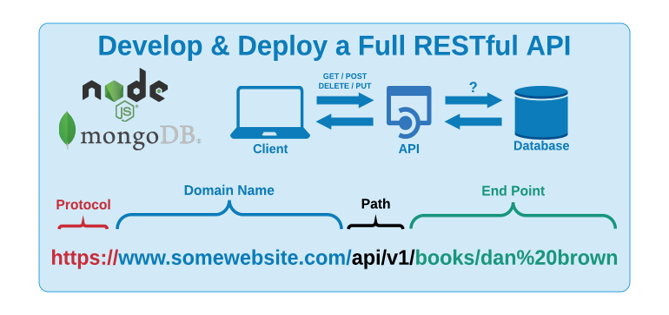 Develop & Deploy a Full RESTful API
node
JS
mongoDB.
GET / POST
DELETE / PUT
?
Client
API
Database
Protocol
Domain Name
Path
End Point
https://www.somewebsite.com/api/v1/books/dan%20brown